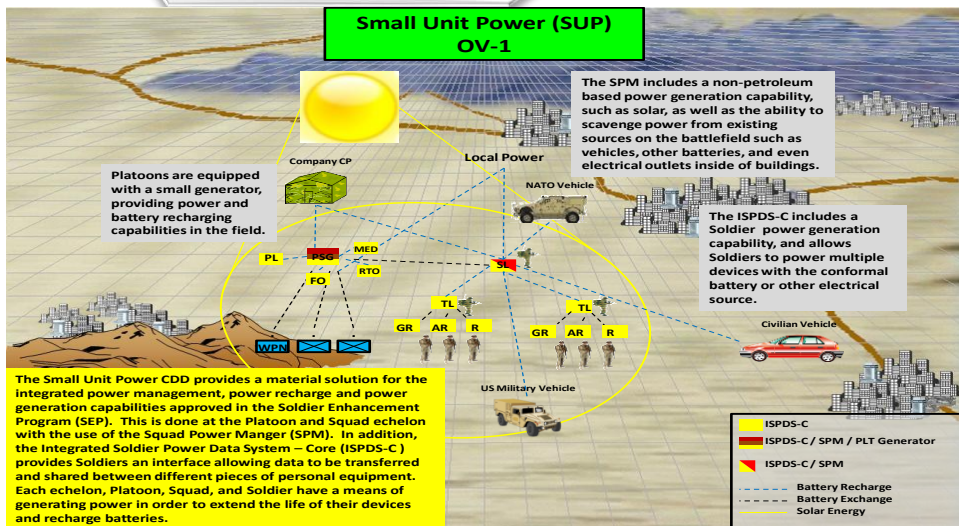 Small Unit Power (SUP)
OV-1
The SPM includes a non-petroleum
based power generation capability,
such as solar, as well as the ability to
scavenge power from existing
sources on the battlefield such as
vehicles, other batteries, and even
electrical outlets inside of buildings.
Company CP
Local Power
NATO Vehicle
Platoons are equipped
with a small generator,
providing power and
battery recharging
capabilities in the field.
The ISPDS-C includes a
Soldier power generation
capability, and allows
Soldiers to power multiple
devices with the conformal
battery or other electrical
source.
PL
PSG
MED
FO
RTO
SL
TL
TL
GR
AR
R
GR
AR
R
WPN
Civilian Vehicle
US Military Vehicle
The Small Unit Power CDD provides a material solution for the
integrated power management, power recharge and power
generation capabilities approved in the Soldier Enhancement
Program (SEP). This is done at the Platoon and Squad echelon
with the use of the Squad Power Manger (SPM). In addition,
the Integrated Soldier Power Data System – Core (ISPDS-C )
provides Soldiers an interface allowing data to be transferred
and shared between different pieces of personal equipment.
Each echelon, Platoon, Squad, and Soldier have a means of
generating power in order to extend the life of their devices
and recharge batteries.
ISPDS-C
ISPDS-C / SPM / PLT Generator
ISPDS-C / SPM
Battery Recharge
Battery Exchange
Solar Energy